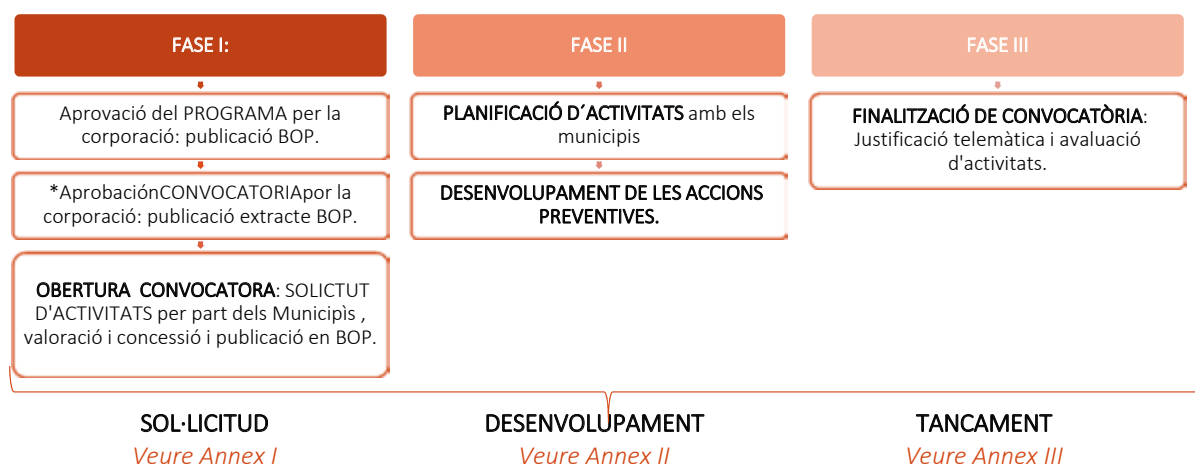 FASE I:
Aprovació del PROGRAMA per la
corporació: publicació BOP.
*AprobaciónCONVOCATORIApor la
corporació: publicació extracte BOP.
OBERTURA CONVOCATORA: SOLICTUT
D'ACTIVITATS per part dels Municipìs ,
valoració i concessió i publicació en BOP.
FASE II
PLANIFICACIÓ D´ACTIVITATS amb els
municipis
DESENVOLUPAMENT DE LES ACCIONS
PREVENTIVES.
FASE III
FINALITZACIÓ DE CONVOCATÒRIA:
Justificació telemàtica i avaluació
d'activitats.
SOL·LICITUD
Veure Annex I
DESENVOLUPAMENT
Veure Annex II
TANCAMENT
Veure Annex III